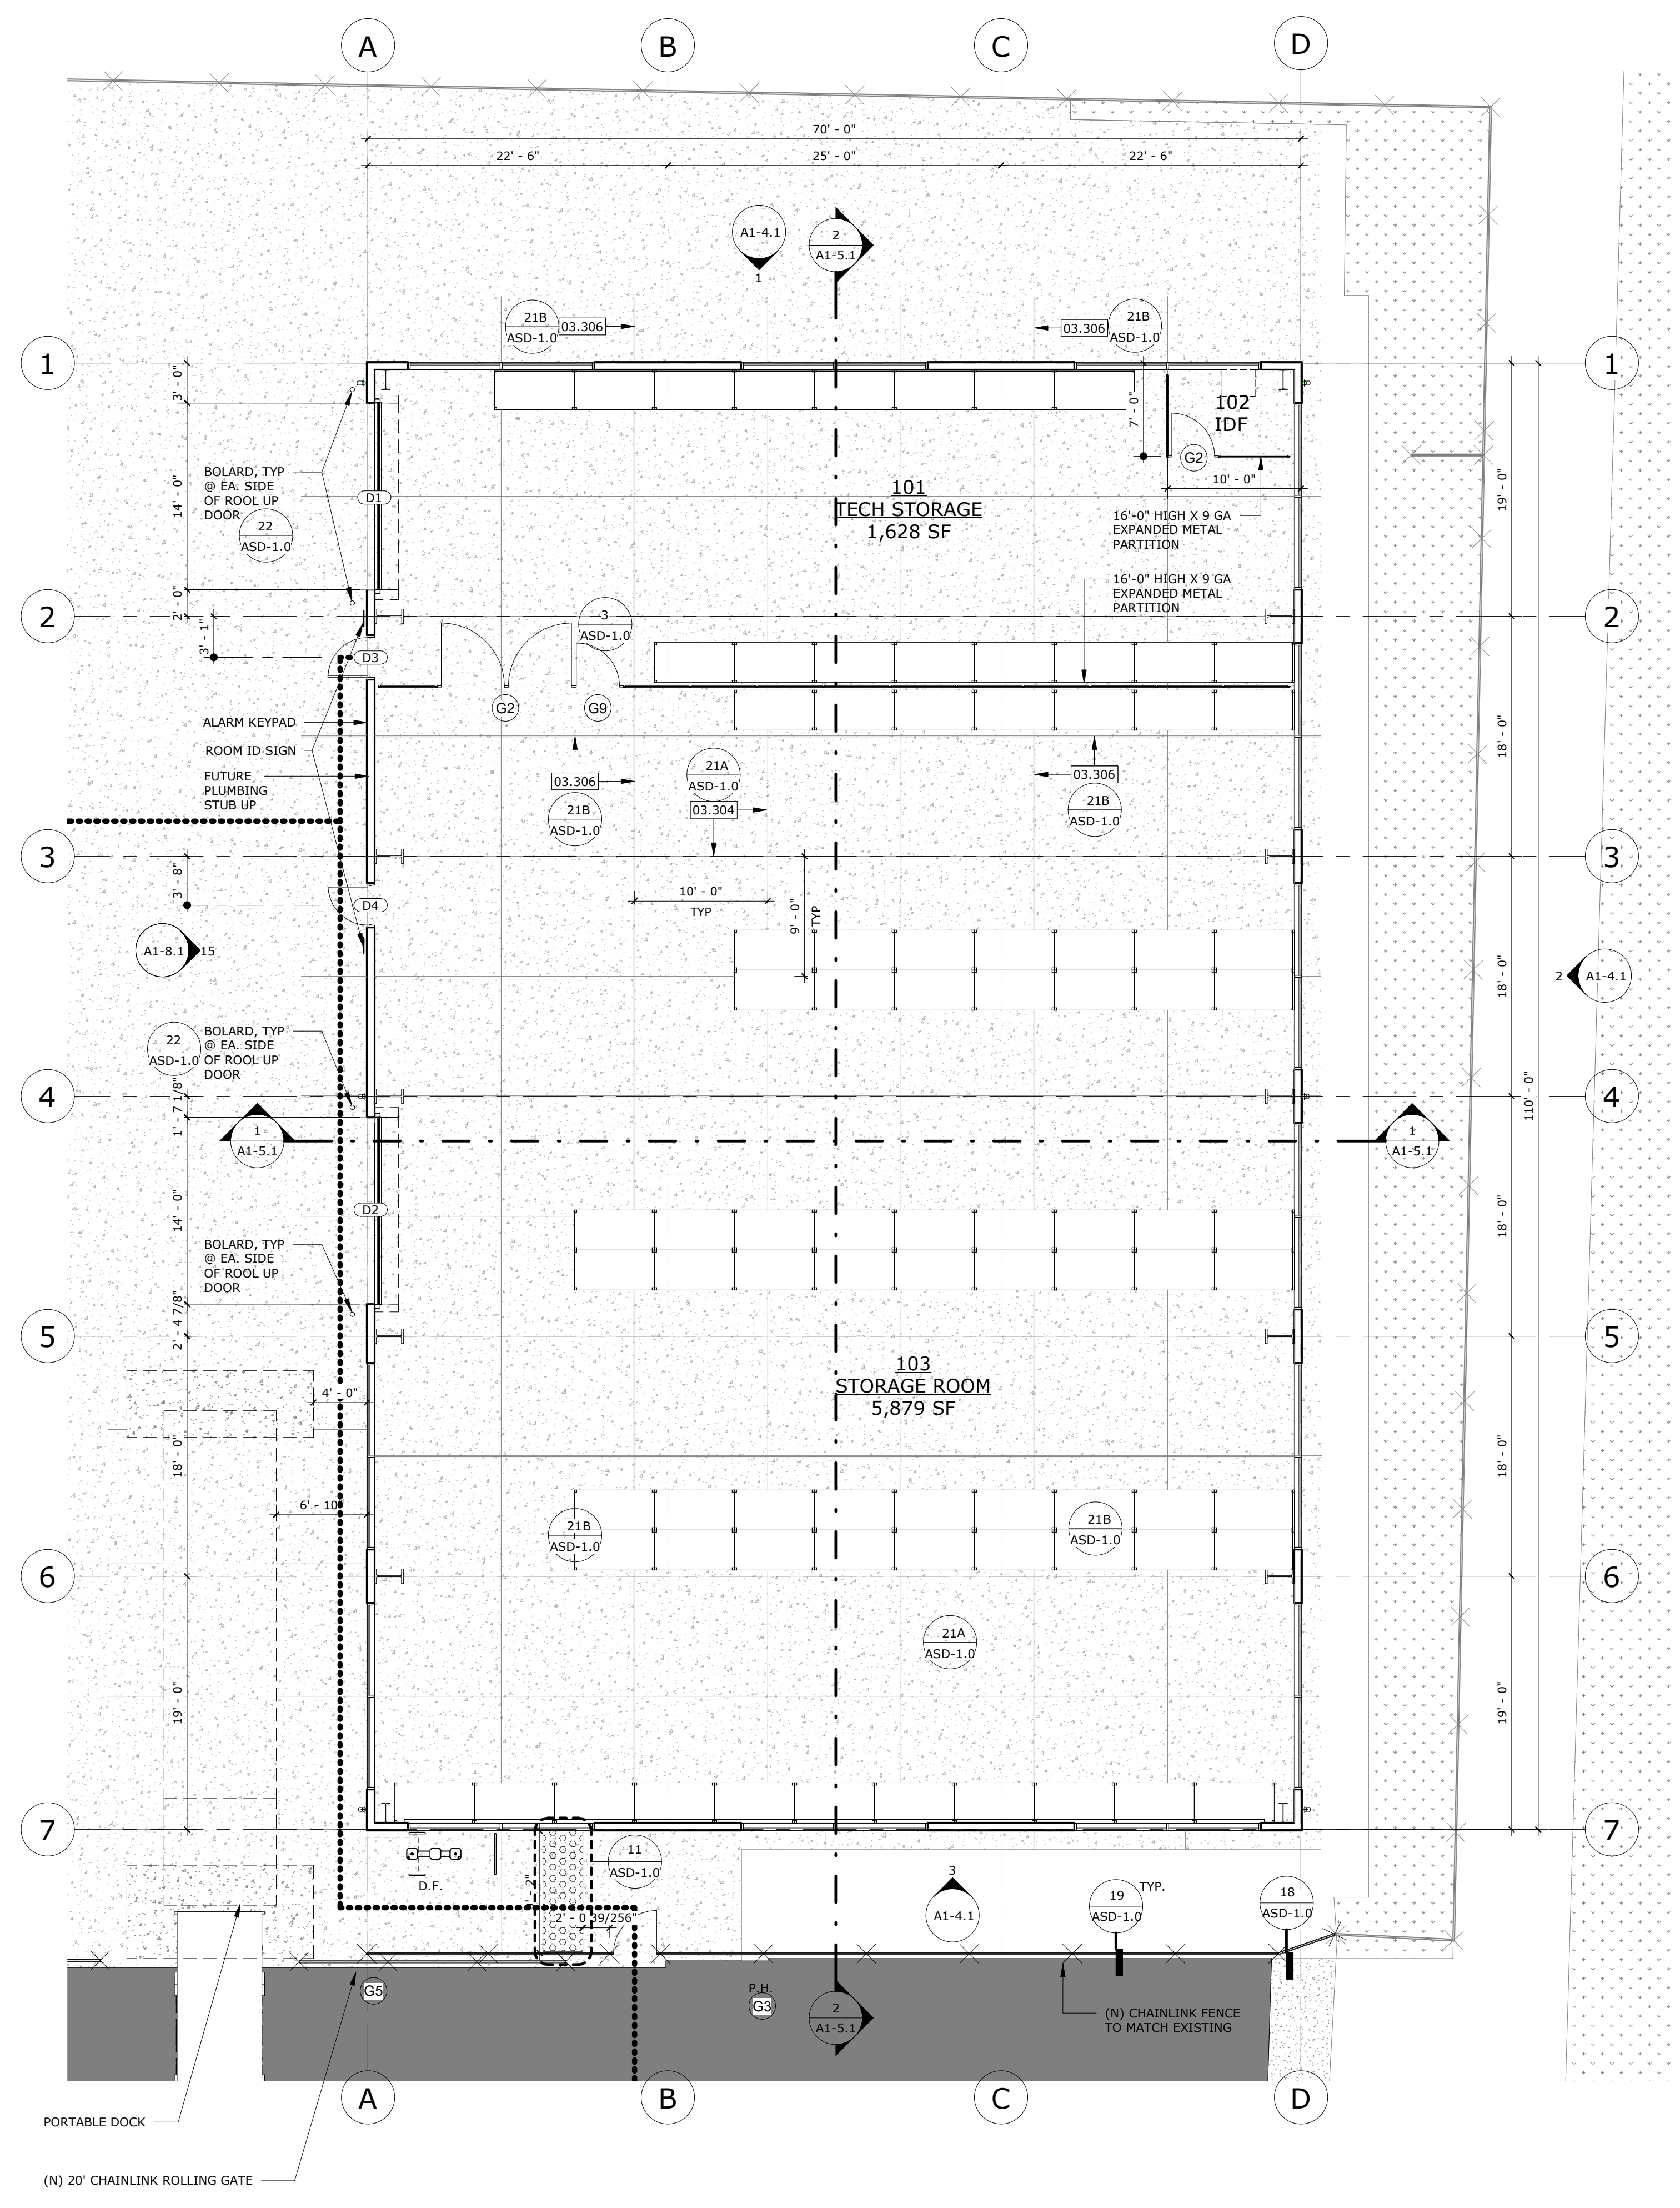 A
B
C
D
70' - 0"
22' - 6"
25' - 0"
22' - 6"
A1-4.1
1
2
A1-5.1
21B
ASD-1.0
03.306
03.306
21B
ASD-1.0
1
1
3' - 0"
7' - 0"
102
IDF
G2
10' - 0"
BOLARD, TYP
@ EA. SIDE
OF ROOL UP
DOOR
22
ASD-1.0
14' - 0"
D1
101
TECH STORAGE
1,628 SF
19' - 0"
16'-0" HIGH X 9 GA
EXPANDED METAL
PARTITION
16'-0" HIGH X 9 GA
EXPANDED METAL
PARTITION
2' - 0"
2
2
3' - 1"
3
ASD-1.0
D3
G2
G9
ALARM KEYPAD
ROOM ID SIGN
FUTURE
PLUMBING
STUB UP
18' - 0"
03.306
21B
ASD-1.0
21A
ASD-1.0
03.304
03.306
21B
ASD-1.0
3
3
3' - 8"
D4
10' - 0"
TYP
9' - 0"
TYP
A1-8.1
15
18' - 0"
2
A1-4.1
22
ASD-1.0
BOLARD, TYP
@ EA. SIDE
OF ROOL UP
DOOR
4
4
1' - 7 1/8"
110' - 0"
1
A1-5.1
1
A1-5.1
14' - 0"
D2
18' - 0"
BOLARD, TYP
@ EA. SIDE
OF ROOL UP
DOOR
2' - 4 7/8"
5
5
103
STORAGE ROOM
5,879 SF
4' - 0"
18' - 0"
18' - 0"
6' - 10"
21B
ASD-1.0
21B
ASD-1.0
6
6
21A
ASD-1.0
19' - 0"
19' - 0"
7
7
D.F.
11
ASD-1.0
2' - 0 39/256"
3
A1-4.1
19
ASD-1.0
TYP.
18
ASD-1.0
G5
P.H.
G3
2
A1-5.1
(N) CHAINLINK FENCE
TO MATCH EXISTING
A
B
C
D
PORTABLE DOCK
(N) 20' CHAINLINK ROLLING GATE